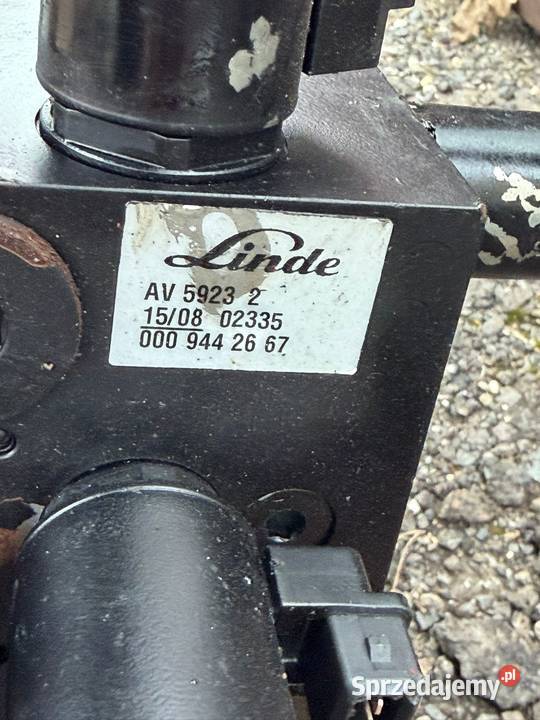 Linde
AV 5923 2
15/08 02335
000 944 26 67
Sprzedajemy.pl